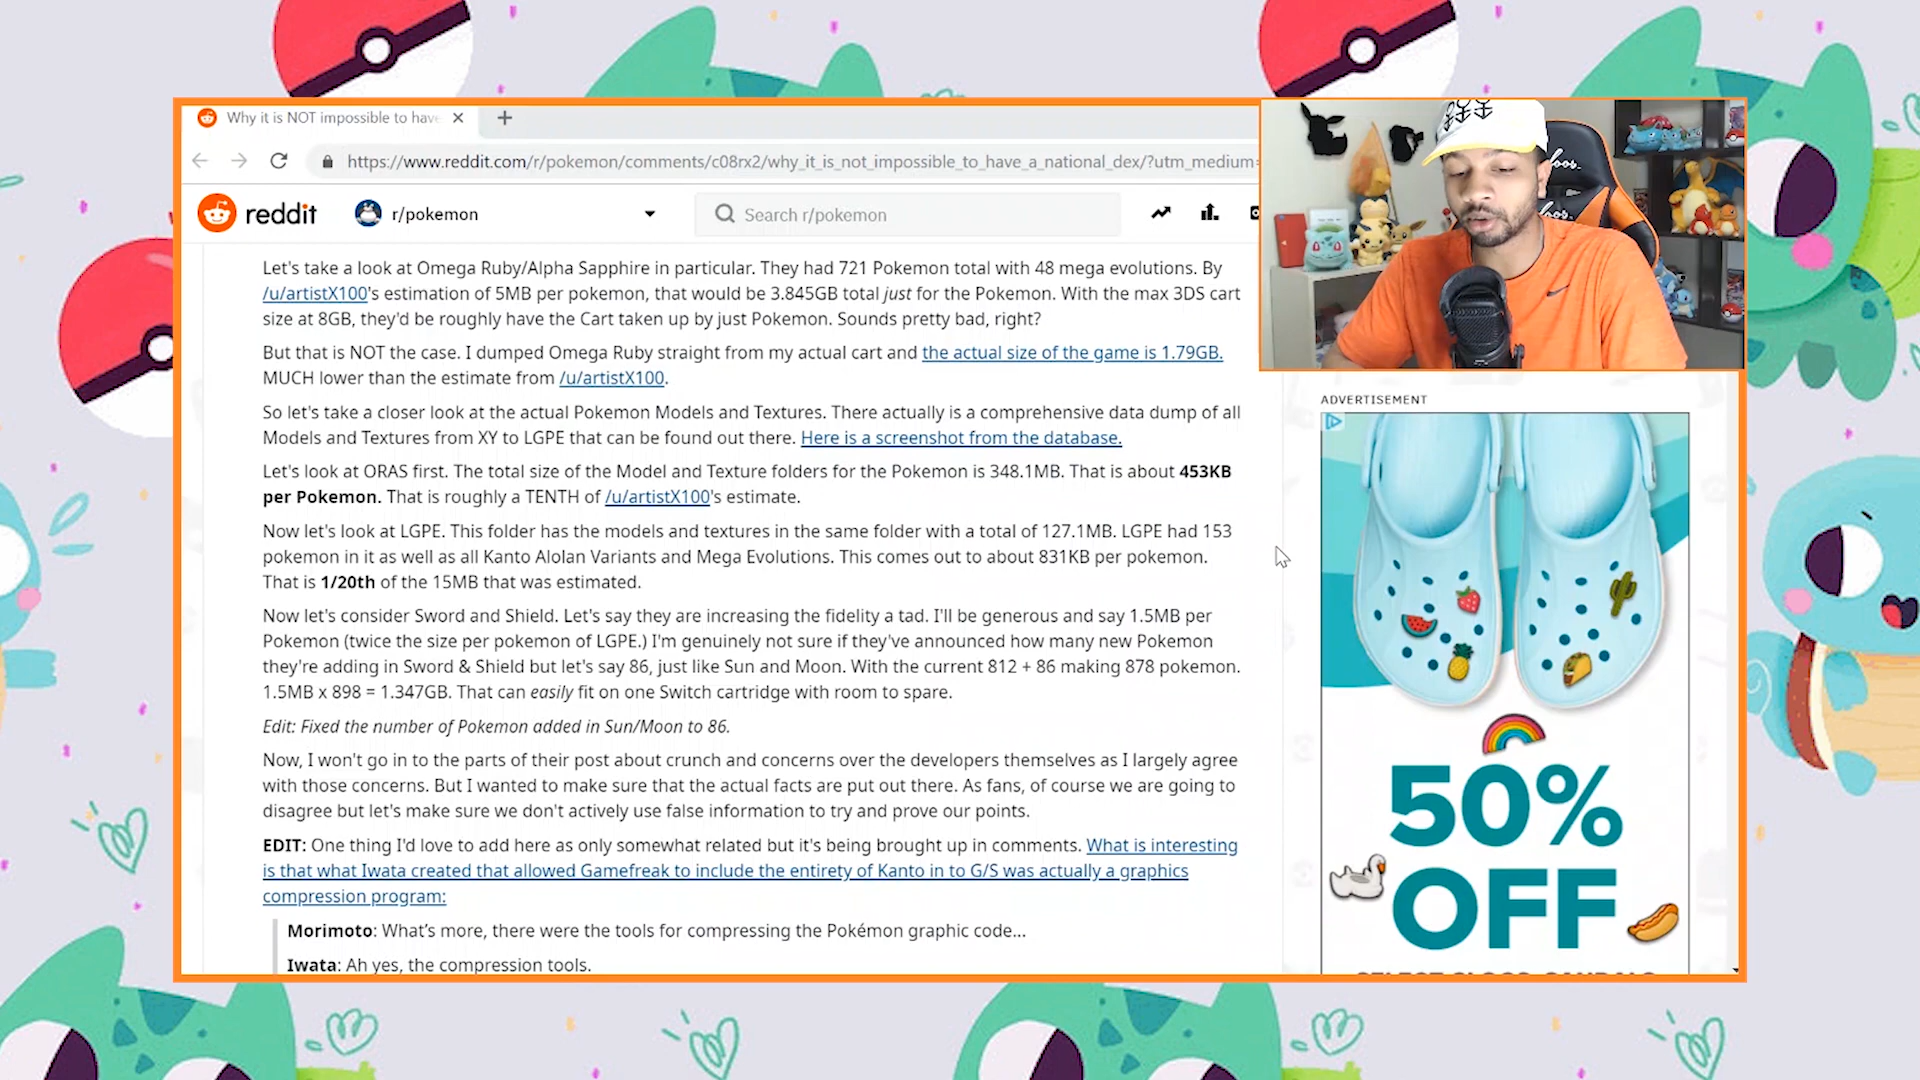 Why it is NOT impossible to have
https://www.reddit.com/r/pokemon/comments/c08rx2/why_it_is_not_impossible_to_have_a_national_dex/?utm_medium=
reddit
r/pokemon
Search r/pokemon
Let's take a look at Omega Ruby/Alpha Sapphire in particular. They had 721 Pokemon total with 48 mega evolutions. By
/u/artistX100's estimation of 5MB per pokemon, that would be 3.845GB total just for the Pokemon. With the max 3DS cart
size at 8GB, they'd be roughly have the Cart taken up by just Pokemon. Sounds pretty bad, right?
But that is NOT the case. I dumped Omega Ruby straight from my actual cart and the actual size of the game is 1.79GB.
MUCH lower than the estimate from /u/artistX100.
So let's take a closer look at the actual Pokemon Models and Textures. There actually is a comprehensive data dump of all
Models and Textures from XY to LGPE that can be found out there. Here is a screenshot from the database.
Let's look at ORAS first. The total size of the Model and Texture folders for the Pokemon is 348.1MB. That is about 453KB
per Pokemon. That is roughly a TENTH of /u/artistX100's estimate.
Now let's look at LGPE. This folder has the models and textures in the same folder with a total of 127.1MB. LGPE had 153
pokemon in it as well as all Kanto Alolan Variants and Mega Evolutions. This comes out to about 831KB per pokemon.
That is 1/20th of the 15MB that was estimated.
Now let's consider Sword and Shield. Let's say they are increasing the fidelity a tad. I'll be generous and say 1.5MB per
Pokemon (twice the size per pokemon of LGPE.) I'm genuinely not sure if they've announced how many new Pokemon
they're adding in Sword & Shield but let's say 86, just like Sun and Moon. With the current 812 + 86 making 878 pokemon.
1.5MB x 898 = 1.347GB. That can easily fit on one Switch cartridge with room to spare.
Edit: Fixed the number of Pokemon added in Sun/Moon to 86.
Now, I won't go in to the parts of their post about crunch and concerns over the developers themselves as I largely agree
with those concerns. But I wanted to make sure that the actual facts are put out there. As fans, of course we are going to
disagree but let's make sure we don't actively use false information to try and prove our points.
EDIT: One thing I'd love to add here as only somewhat related but it's being brought up in comments. What is interesting
is that what Iwata created that allowed Gamefreak to include the entirety of Kanto in to G/S was actually a graphics
compression program:
Morimoto: What's more, there were the tools for compressing the Pokémon graphic code...
Iwata: Ah yes, the compression tools.
ADVERTISEMENT
50%
OFF